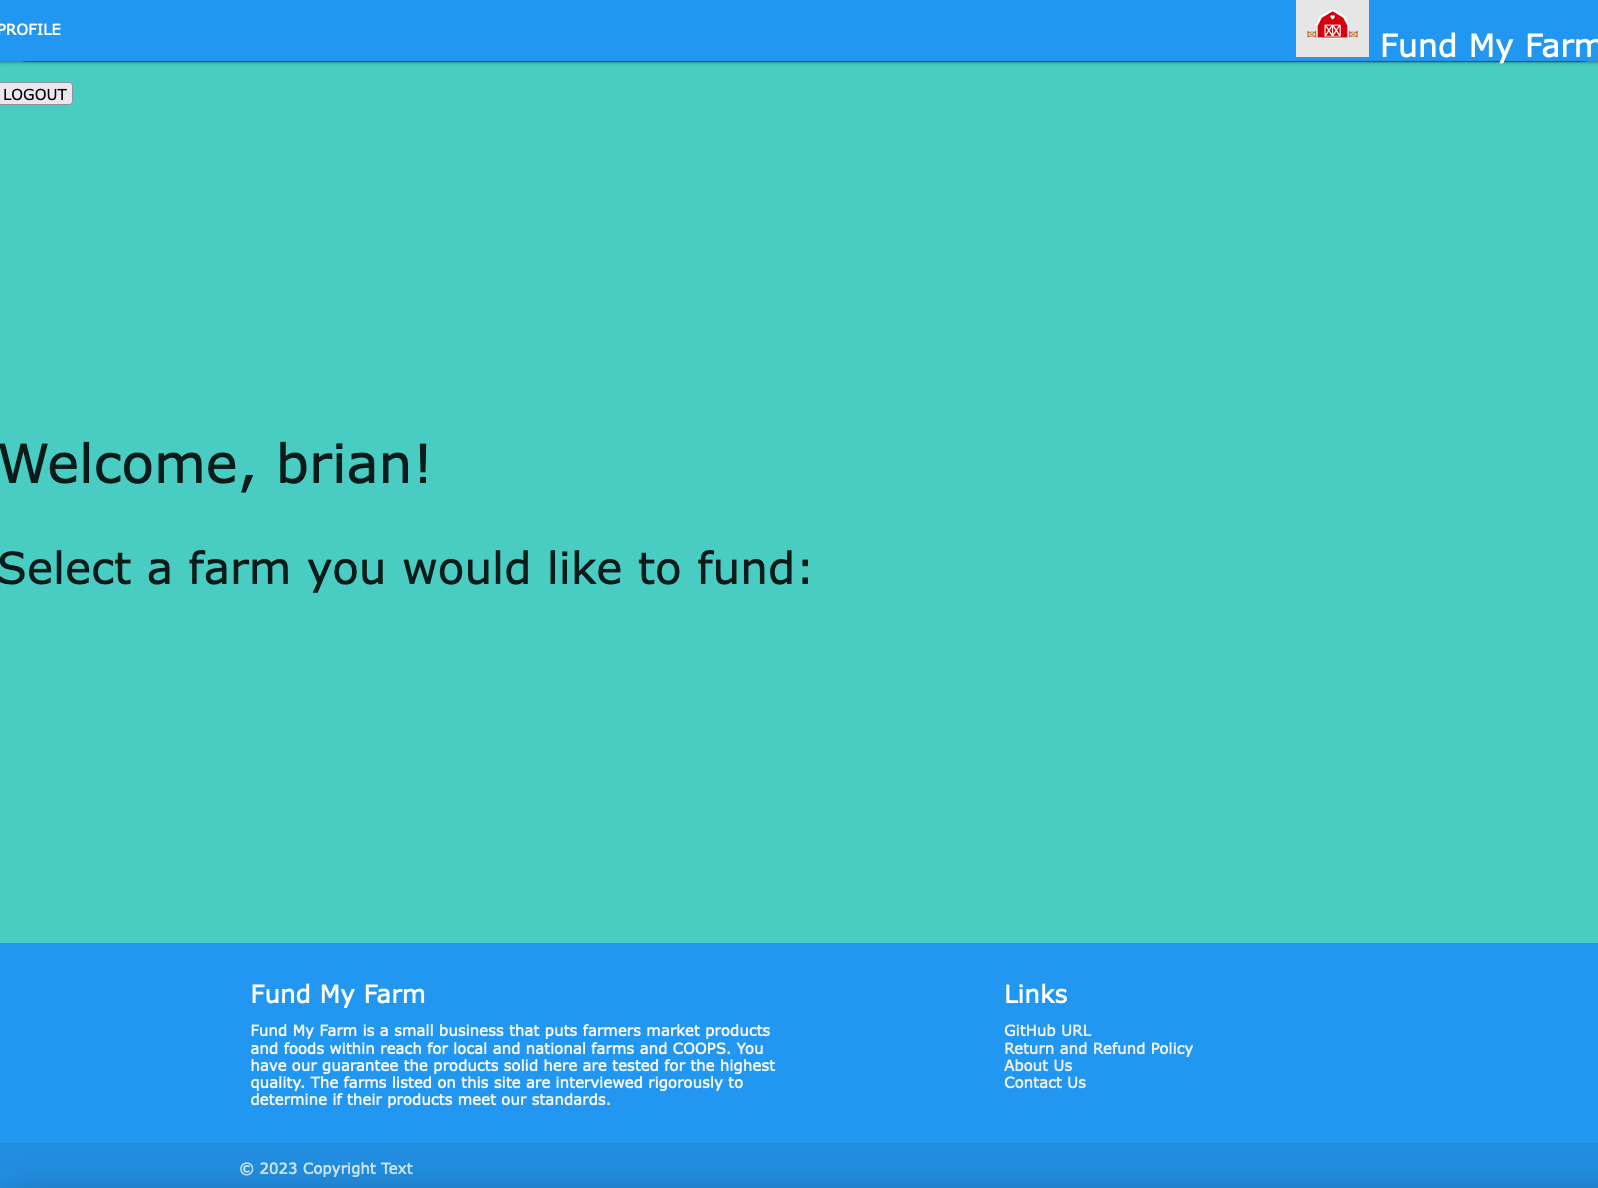 PROFILE
Fund My Farm
LOGOUT
Welcome, brian!
Select a farm you would like to fund:
Fund My Farm
Fund My Farm is a small business that puts farmers market products
and foods within reach for local and national farms and COOPS. You
have our guarantee the products solid here are tested for the highest
quality. The farms listed on this site are interviewed rigorously to
determine if their products meet our standards.
Links
GitHub URL
Return and Refund Policy
About Us
Contact Us
© 2023 Copyright Text